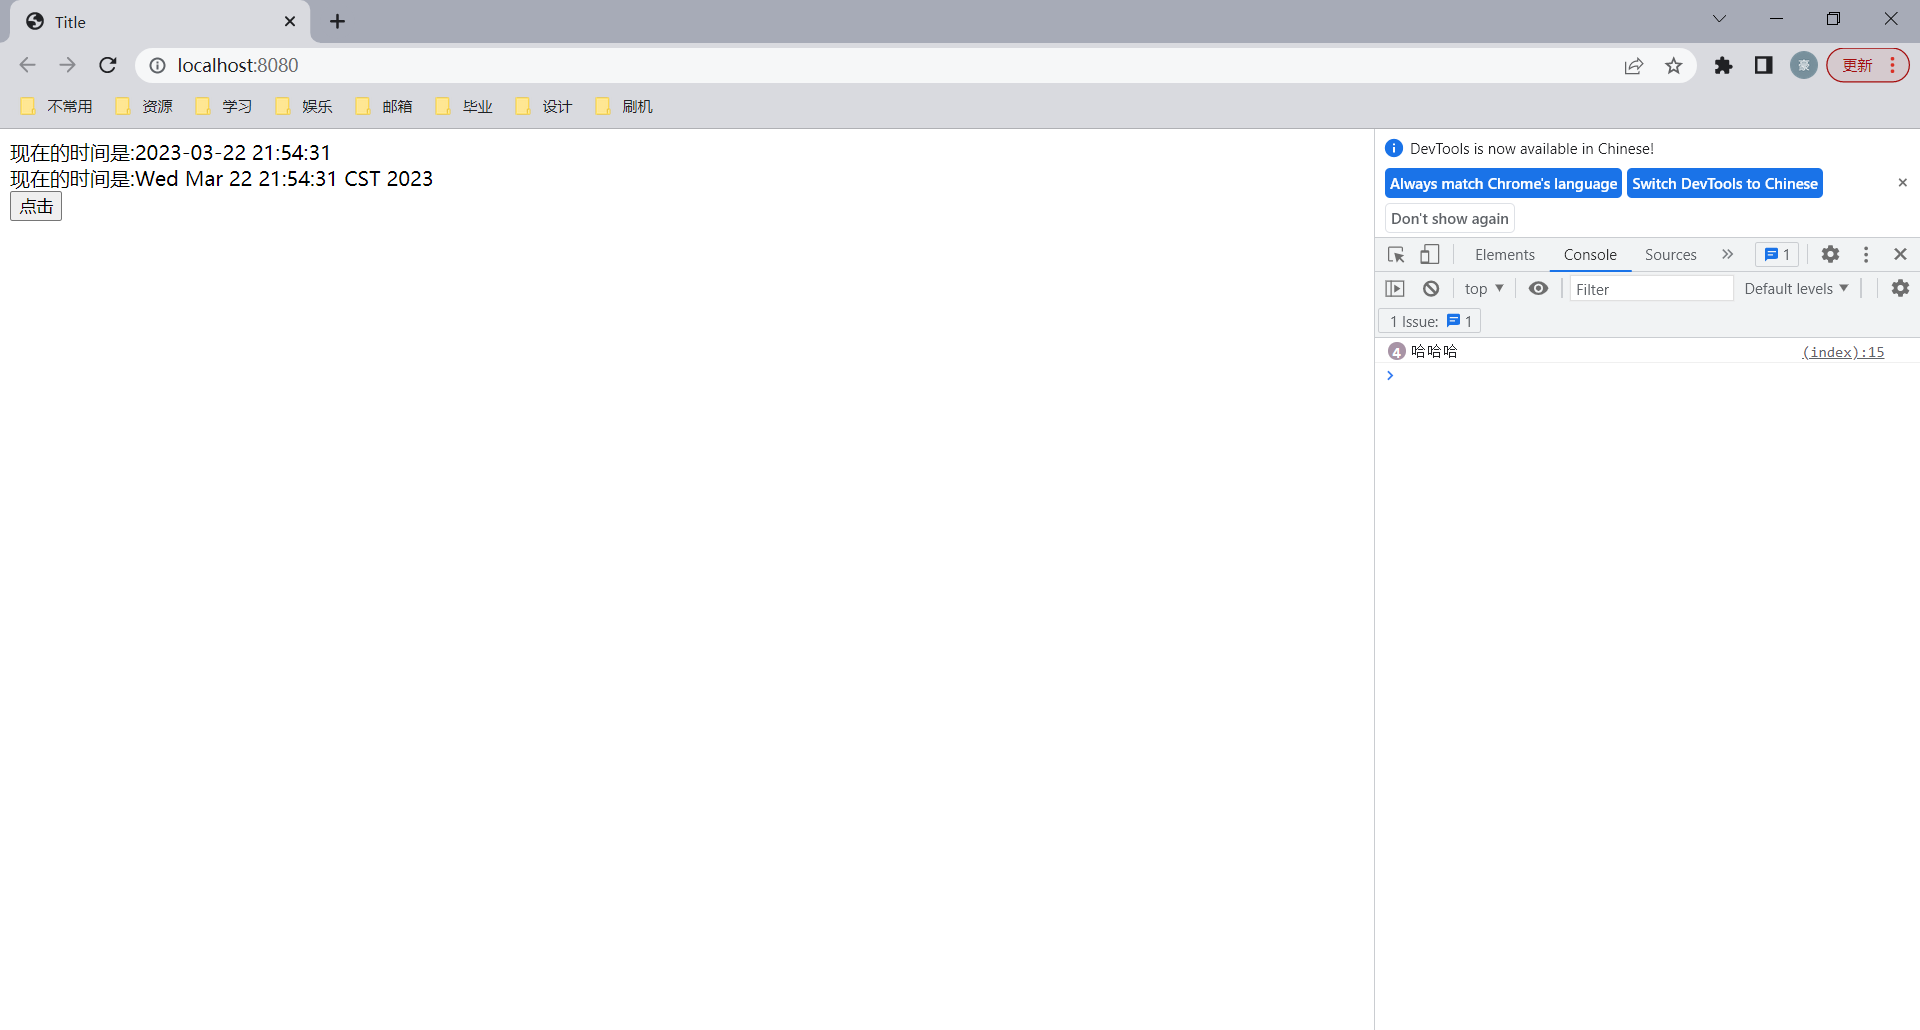 Title
localhost:8080
豪
更新
不常用 资源 学习 娱乐 邮箱 毕业 设计 刷机
现在的时间是:2023-03-22 21:54:31
现在的时间是:Wed Mar 22 21:54:31 CST 2023
点击
DevTools is now available in Chinese!
Always match Chrome's language Switch DevTools to Chinese
Don't show again
Elements Console Sources 1
top Filter Default levels
1 Issue: 1
4 哈哈哈 (index):15